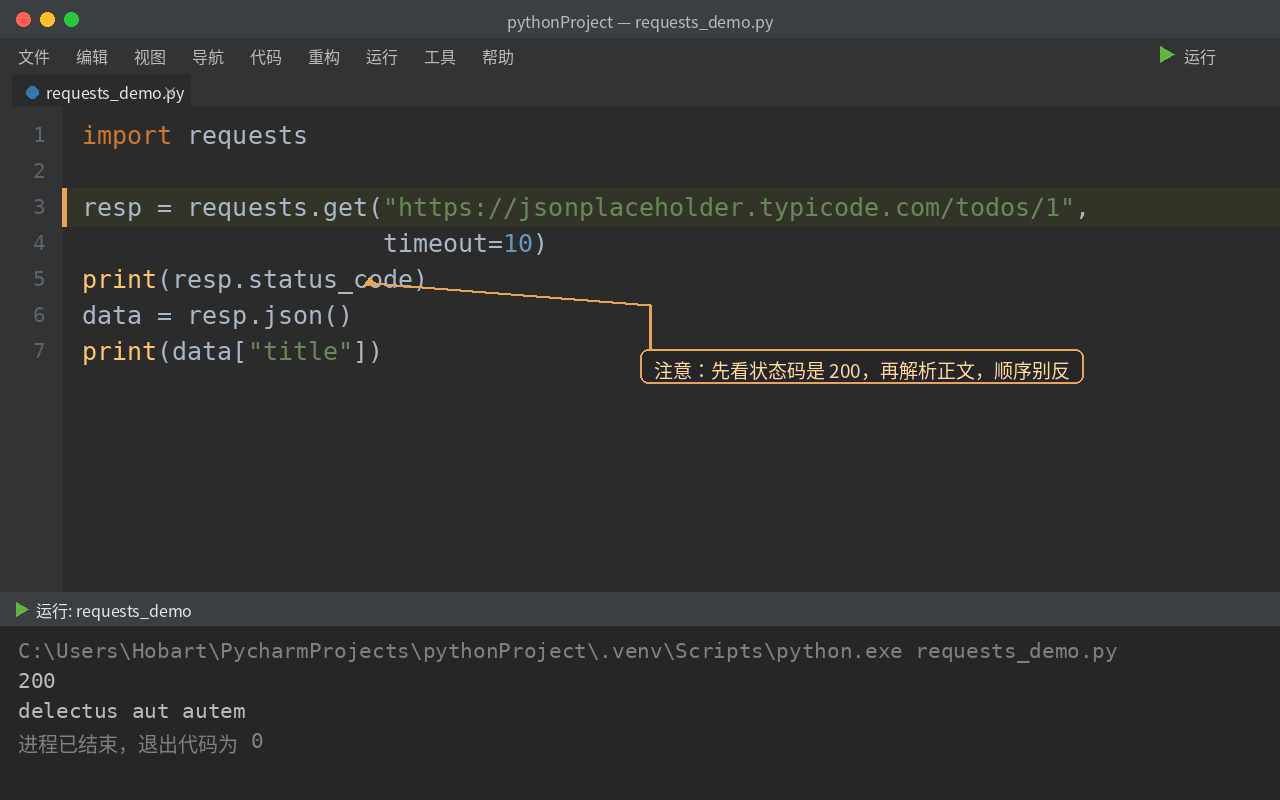 pythonProject — requests_demo.py
文件 编辑 视图 导航 代码 重构 运行 工具 帮助 运行
requests_demo.py
1 import requests
2
3 resp = requests.get("https://jsonplaceholder.typicode.com/todos/1",
4                     timeout=10)
5 print(resp.status_code)
6 data = resp.json()
7 print(data["title"])
注意：先看状态码是 200，再解析正文，顺序别反
运行: requests_demo
C:\Users\Hobart\PycharmProjects\pythonProject\.venv\Scripts\python.exe requests_demo.py
200
delectus aut autem
进程已结束，退出代码为 0